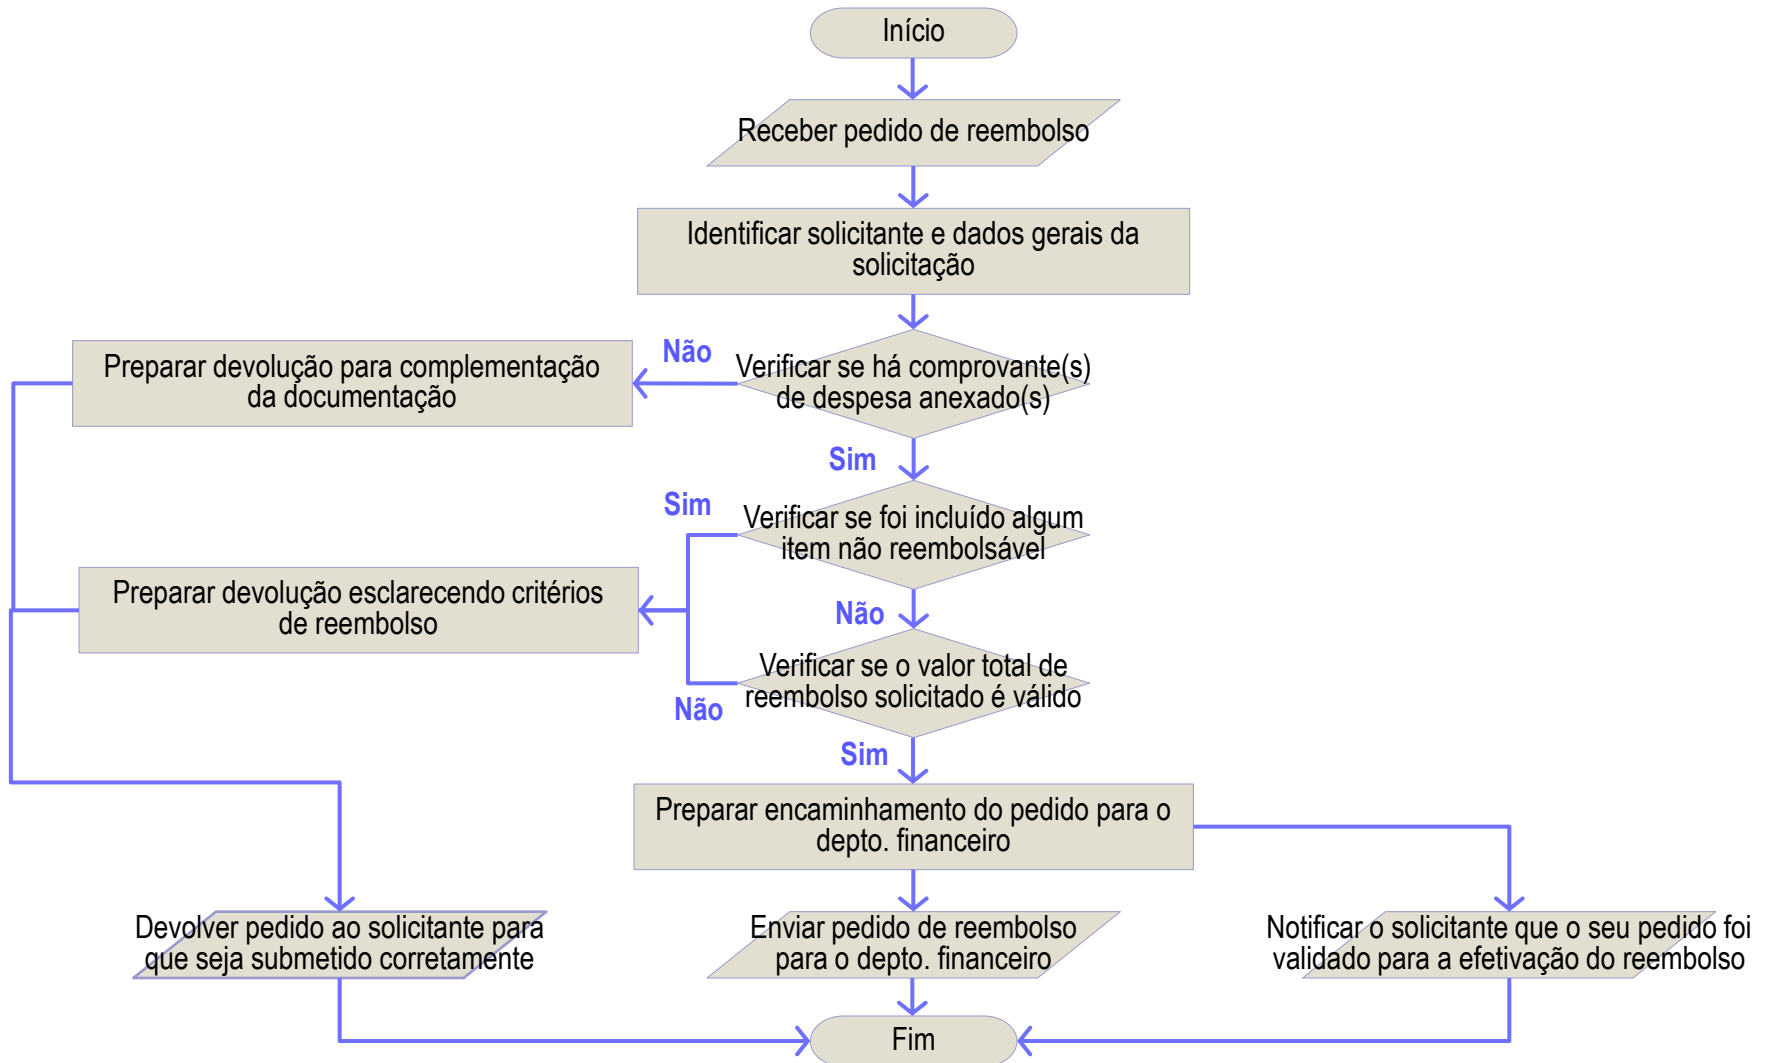 Início
Receber pedido de reembolso
Identificar solicitante e dados gerais da
solicitação
Não
Verificar se há comprovante(s)
de despesa anexado(s)
Preparar devolução para complementação
da documentação
Sim
Sim
Verificar se foi incluído algum
item não reembolsável
Preparar devolução esclarecendo critérios
de reembolso
Não
Verificar se o valor total de
reembolso solicitado é válido
Não
Sim
Preparar encaminhamento do pedido para o
depto. financeiro
Devolver pedido ao solicitante para
que seja submetido corretamente
Enviar pedido de reembolso
para o depto. financeiro
Notificar o solicitante que o seu pedido foi
validado para a efetivação do reembolso
Fim